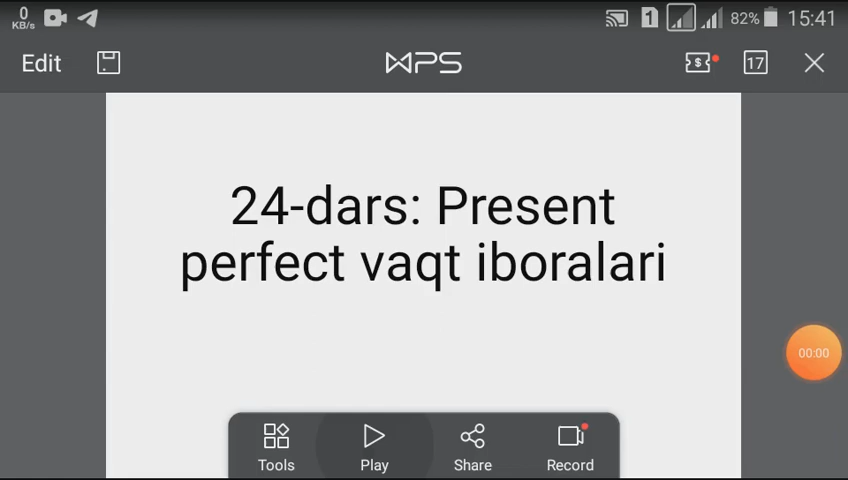 0
KB/s
1
82%
15:41
Edit
WPS
$
17
24-dars: Present
perfect vaqt iboralari
00:00
Tools
Play
Share
Record